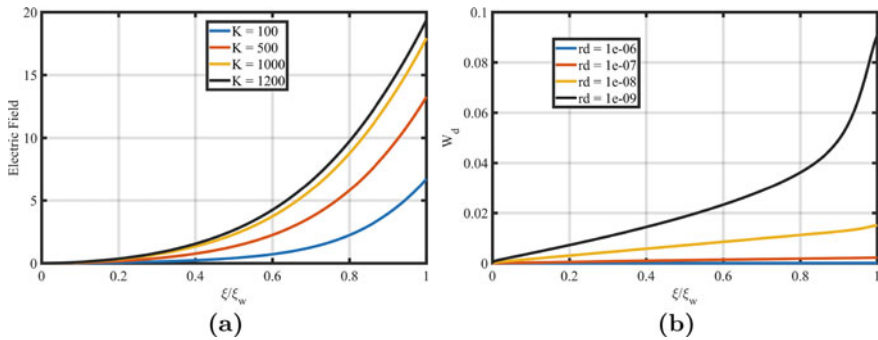 20
15
10
5
0
Electric Field
K = 100
K = 500
K = 1000
K = 1200
0 0.2 0.4 0.6 0.8 1
ξ/ξw
(a)
0.1
0.08
0.06
0.04
0.02
0
Wd
rd = 1e-06
rd = 1e-07
rd = 1e-08
rd = 1e-09
0 0.2 0.4 0.6 0.8 1
ξ/ξw
(b)